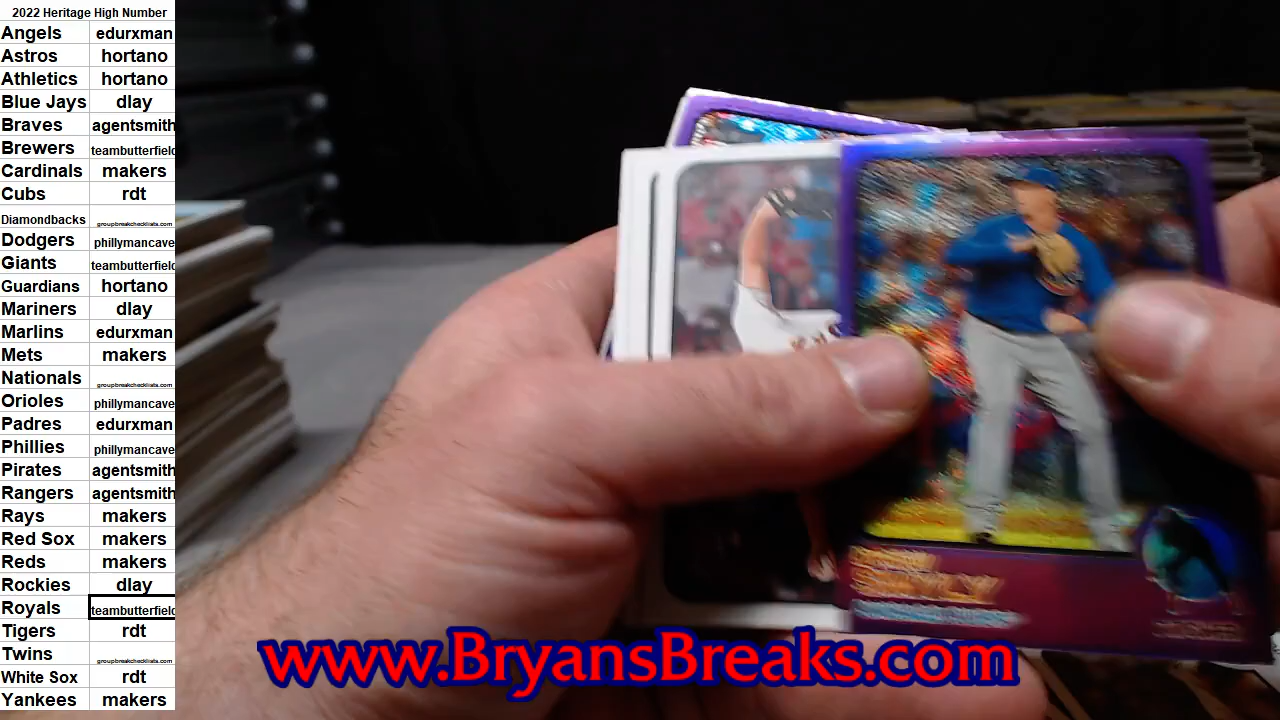 2022 Heritage High Number
Angels edurxman
Astros hortano
Athletics hortano
Blue Jays dlay
Braves agentsmith
Brewers teambutterfield
Cardinals makers
Cubs rdt
Diamondbacks groupbreakchecklists.com
Dodgers phillymancave
Giants teambutterfield
Guardians hortano
Mariners dlay
Marlins edurxman
Mets makers
Nationals groupbreakchecklists.com
Orioles phillymancave
Padres edurxman
Phillies phillymancave
Pirates agentsmith
Rangers agentsmith
Rays makers
Red Sox makers
Reds makers
Rockies dlay
Royals teambutterfield
Tigers rdt
Twins groupbreakchecklists.com
White Sox rdt
Yankees makers
SMYLY
www.BryansBreaks.com